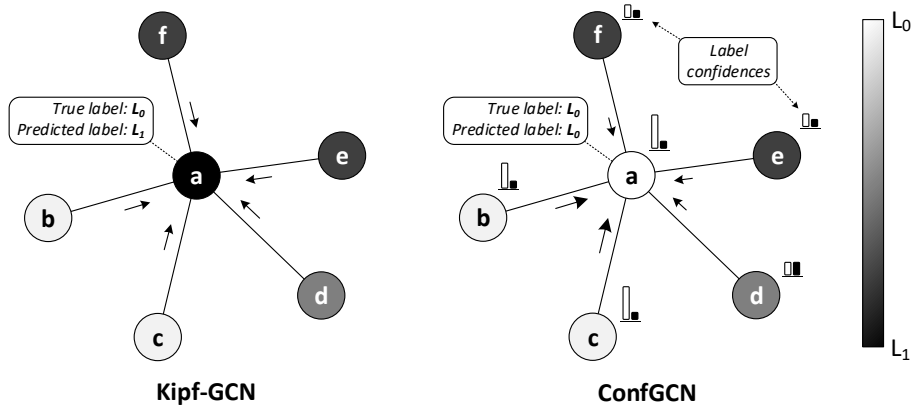 f
True label: L0
Predicted label: L1
a
e
b
d
c
Kipf-GCN
f
Label
confidences
True label: L0
Predicted label: L0
a
e
b
d
c
ConfGCN
L0
L1